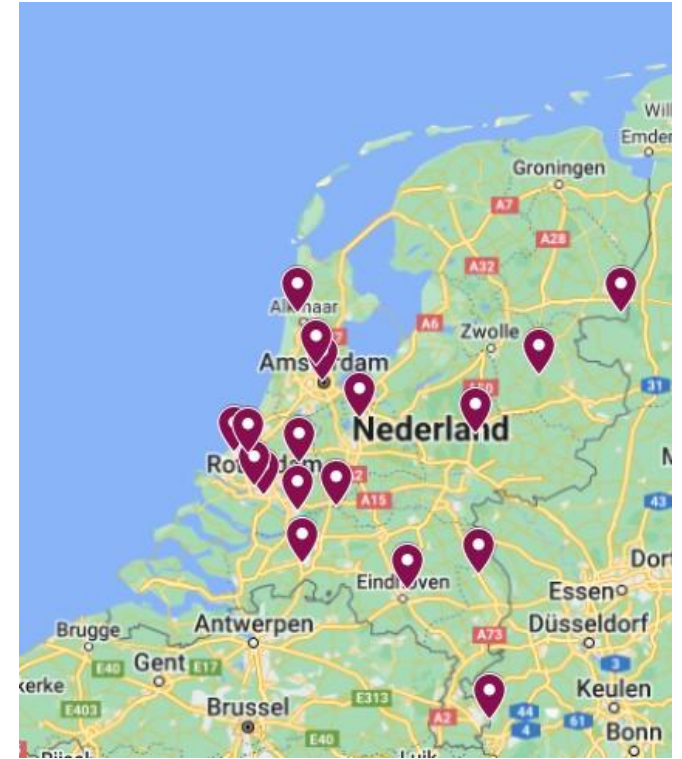 Will
Emden
Groningen
A7
A28
A32
Alkmaar
A6
Zwolle
7
Amsterdam
A50
31
Nederland
Rotterdam
2
A15
43
Dort
Eindhoven
Essen
Brugge
Antwerpen
Düsseldorf
A73
Gent
E17
E40
3
kerke
Keulen
E403
Brussel
E313
A2
44
61
4
Bonn
E40
Luik